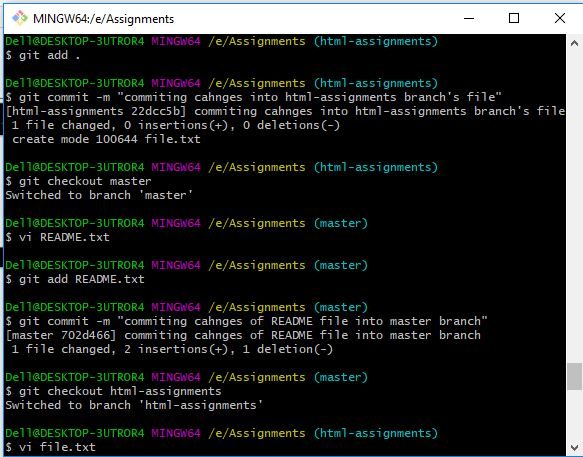 MINGW64:/e/Assignments
Dell@DESKTOP-3UTROR4 MINGW64 /e/Assignments (html-assignments)
$ git add .
Dell@DESKTOP-3UTROR4 MINGW64 /e/Assignments (html-assignments)
$ git commit -m "commiting cahnges into html-assignments branch's file"
[html-assignments 22dcc5b] commiting cahnges into html-assignments branch's file
1 file changed, 0 insertions(+), 0 deletions(-)
create mode 100644 file.txt
Dell@DESKTOP-3UTROR4 MINGW64 /e/Assignments (html-assignments)
$ git checkout master
Switched to branch 'master'
Dell@DESKTOP-3UTROR4 MINGW64 /e/Assignments (master)
$ vi README.txt
Dell@DESKTOP-3UTROR4 MINGW64 /e/Assignments (master)
$ git add README.txt
Dell@DESKTOP-3UTROR4 MINGW64 /e/Assignments (master)
$ git commit -m "commiting cahnges of README file into master branch"
[master 702d466] commiting cahnges of README file into master branch
1 file changed, 2 insertions(+), 1 deletion(-)
Dell@DESKTOP-3UTROR4 MINGW64 /e/Assignments (master)
$ git checkout html-assignments
Switched to branch 'html-assignments'
Dell@DESKTOP-3UTROR4 MINGW64 /e/Assignments (html-assignments)
$ vi file.txt